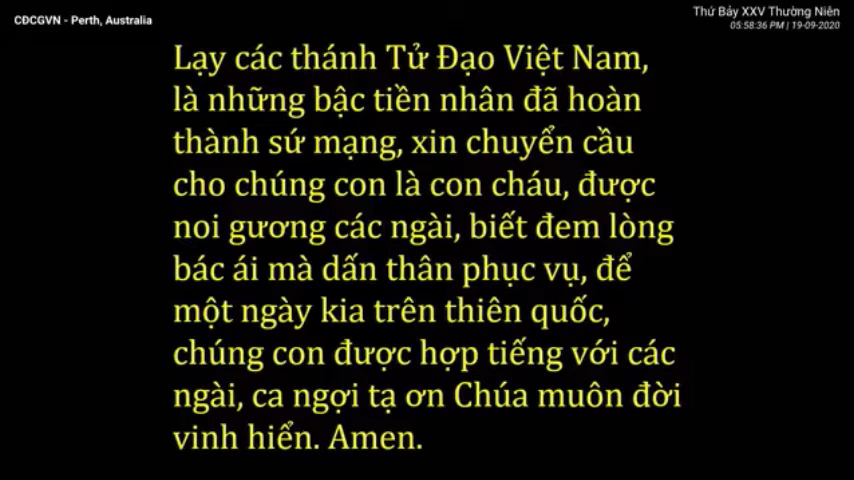 CĐCGVN - Perth, Australia
Thứ Bảy XXV Thường Niên
05:58:36 PM | 19-09-2020
Lạy các thánh Tử Đạo Việt Nam,
là những bậc tiền nhân đã hoàn
thành sứ mạng, xin chuyển cầu
cho chúng con là con cháu, được
noi gương các ngài, biết đem lòng
bác ái mà dấn thân phục vụ, để
một ngày kia trên thiên quốc,
chúng con được hợp tiếng với các
ngài, ca ngợi tạ ơn Chúa muôn đời
vinh hiển. Amen.